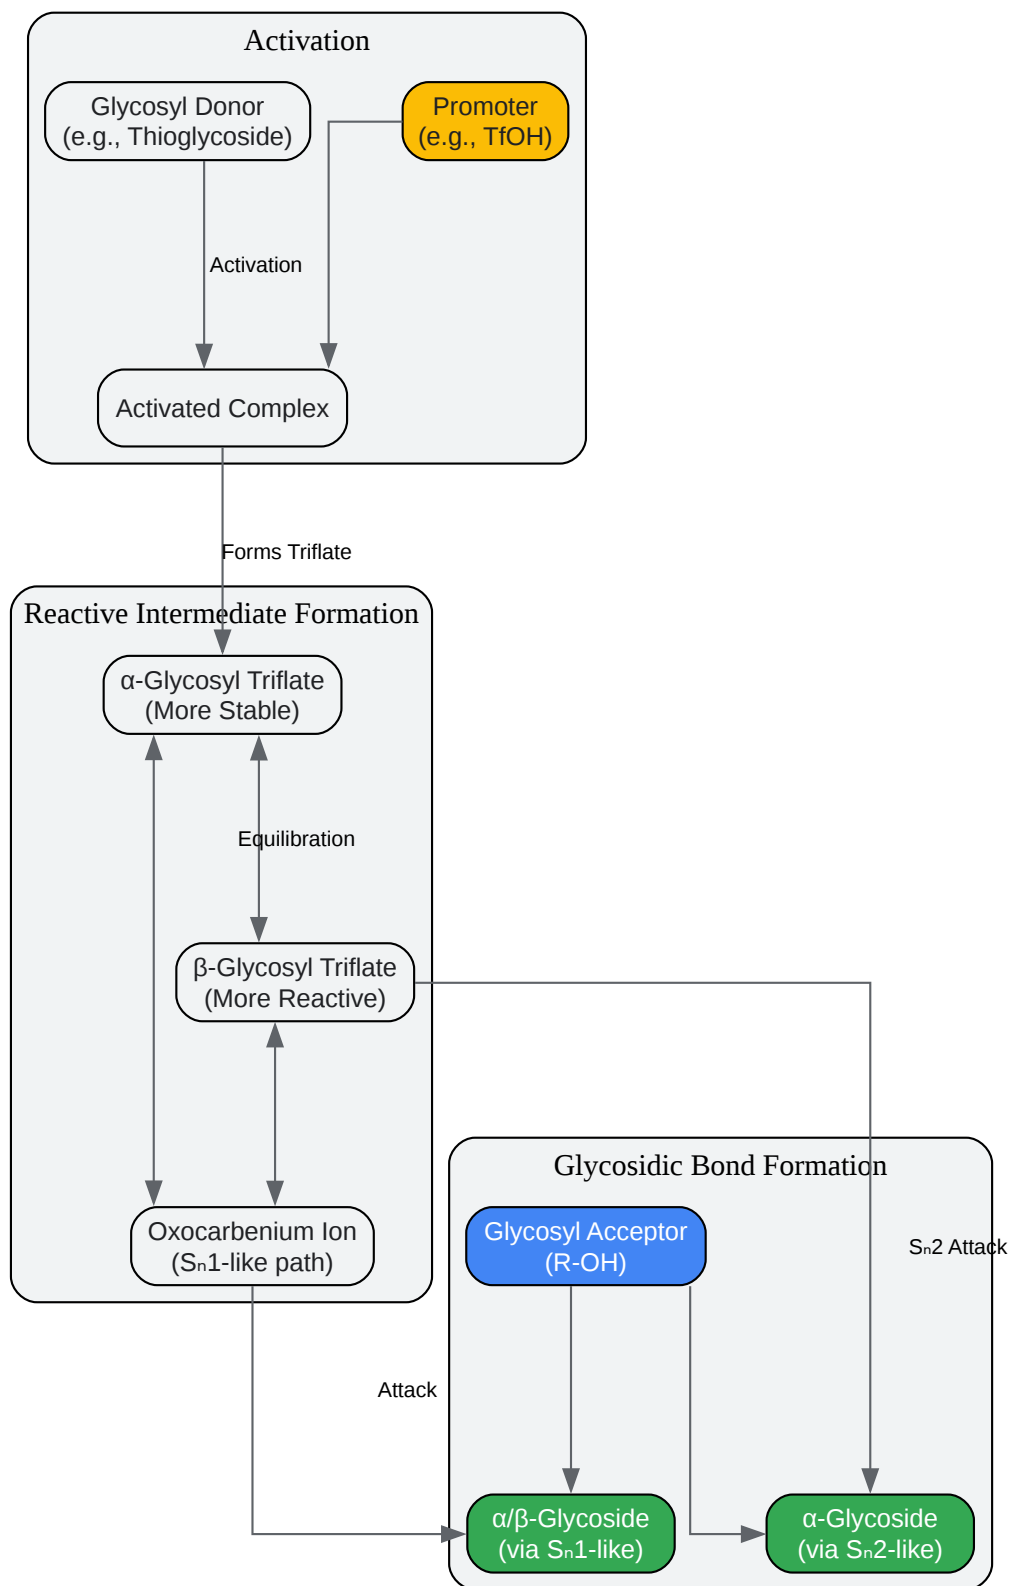 Activation
Glycosyl Donor
(e.g., Thioglycoside)
Promoter
(e.g., TfOH)
Activation
Activated Complex
Forms Triflate
Reactive Intermediate Formation
α-Glycosyl Triflate
(More Stable)
Equilibration
β-Glycosyl Triflate
(More Reactive)
Oxocarbenium Ion
(Sₙ1-like path)
Glycosidic Bond Formation
Glycosyl Acceptor
(R-OH)
Sₙ2 Attack
Attack
α/β-Glycoside
(via Sₙ1-like)
α-Glycoside
(via Sₙ2-like)